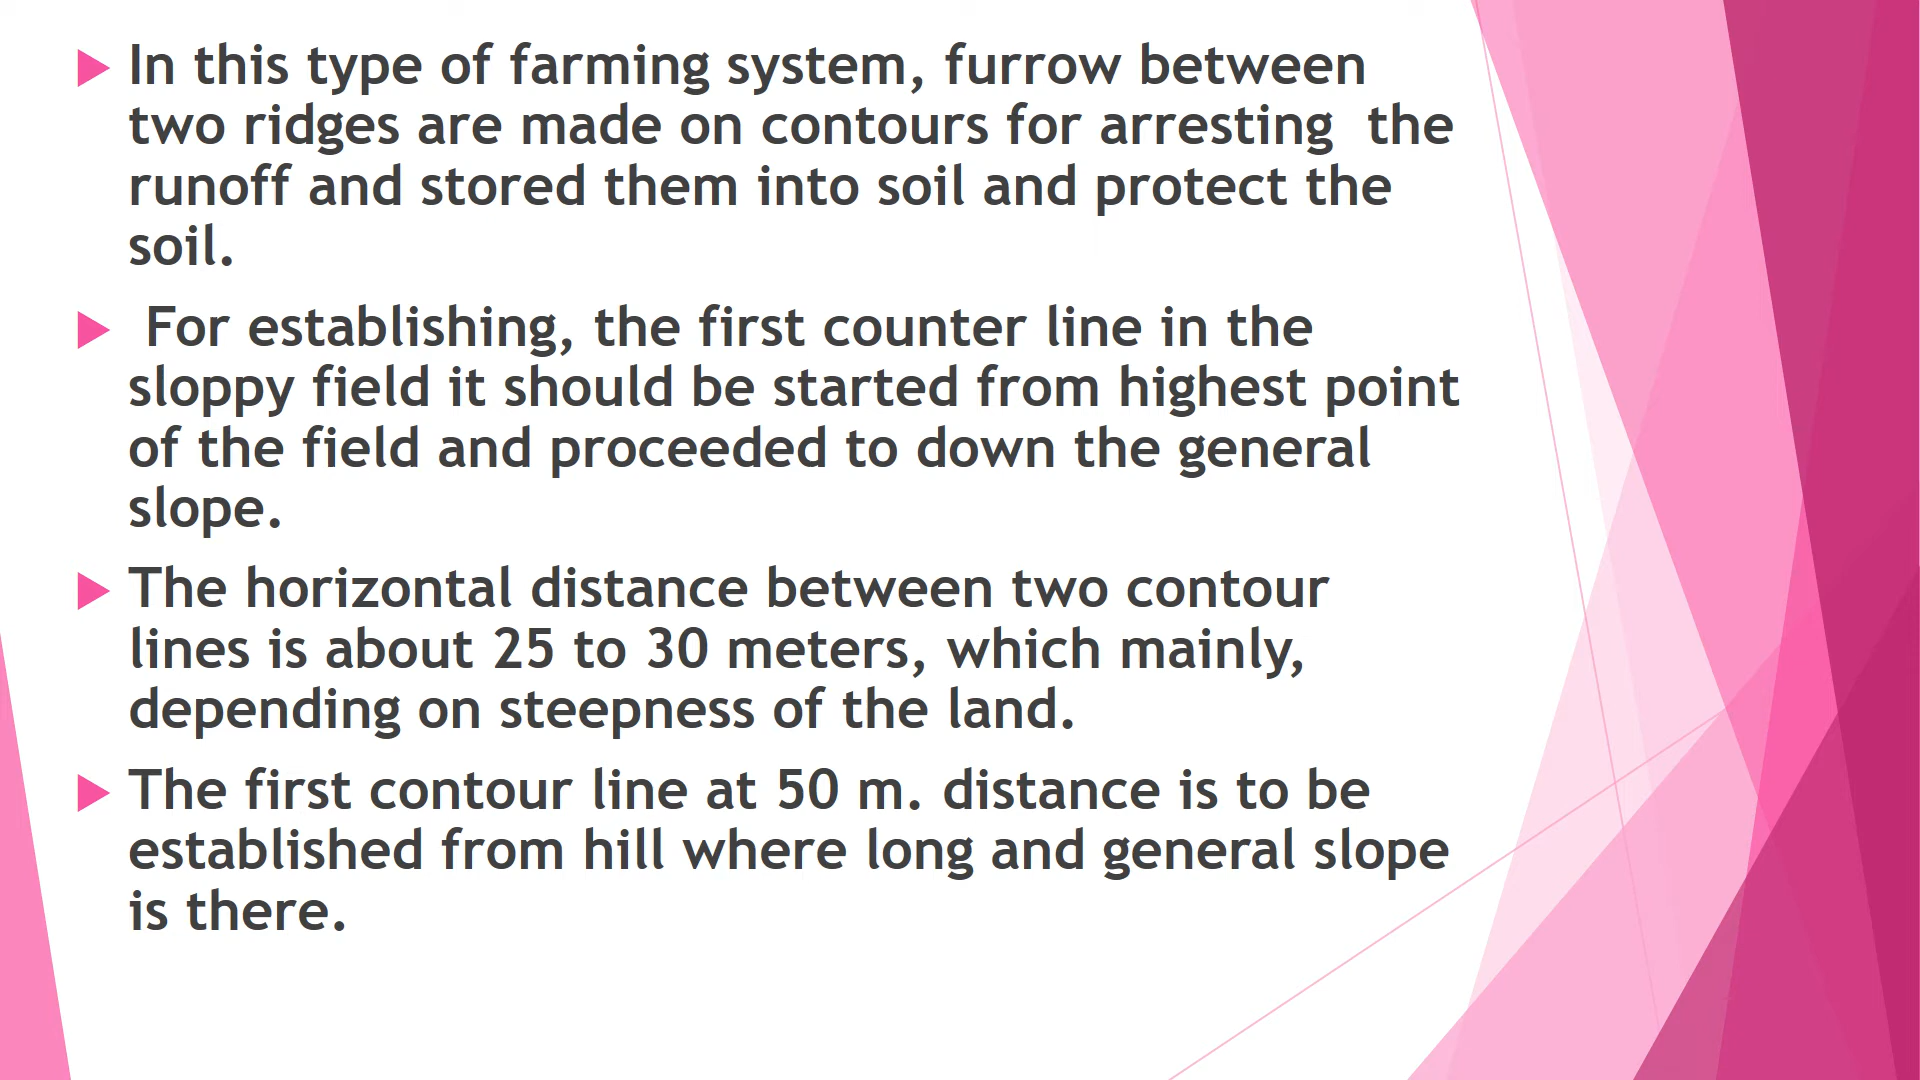 In this type of farming system, furrow between
two ridges are made on contours for arresting  the
runoff and stored them into soil and protect the
soil.
For establishing, the first counter line in the
sloppy field it should be started from highest point
of the field and proceeded to down the general
slope.
The horizontal distance between two contour
lines is about 25 to 30 meters, which mainly,
depending on steepness of the land.
The first contour line at 50 m. distance is to be
established from hill where long and general slope
is there.